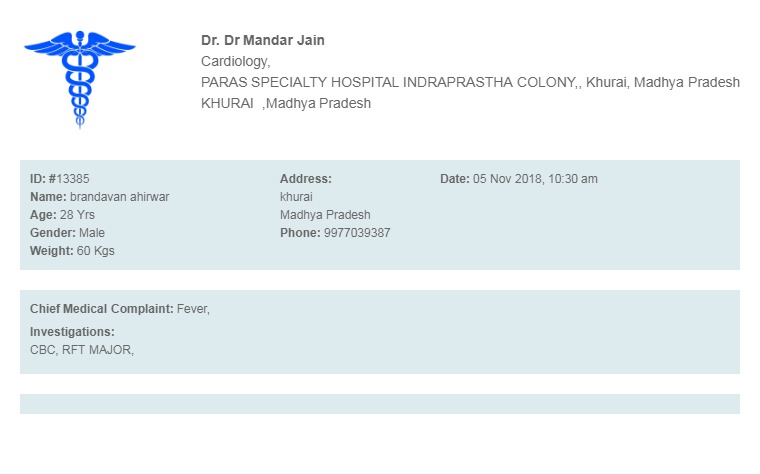 Dr. Dr Mandar Jain
Cardiology,
PARAS SPECIALTY HOSPITAL INDRAPRASTHA COLONY,, Khurai, Madhya Pradesh
KHURAI ,Madhya Pradesh
ID: #13385
Name: brandavan ahirwar
Age: 28 Yrs
Gender: Male
Weight: 60 Kgs
Address:
khurai
Madhya Pradesh
Phone: 9977039387
Date: 05 Nov 2018, 10:30 am
Chief Medical Complaint: Fever,
Investigations:
CBC, RFT MAJOR,